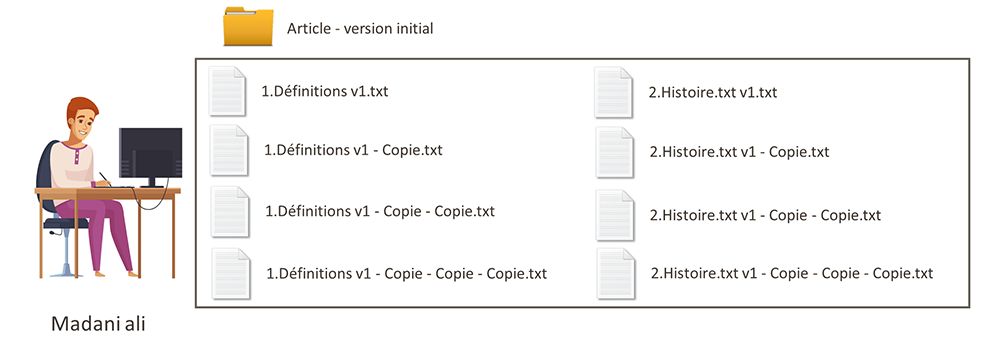 Article - version initial
1.Définitions v1.txt
2.Histoire.txt v1.txt
1.Définitions v1 - Copie.txt
2.Histoire.txt v1 - Copie.txt
1.Définitions v1 - Copie - Copie.txt
2.Histoire.txt v1 - Copie - Copie.txt
1.Définitions v1 - Copie - Copie - Copie.txt
2.Histoire.txt v1 - Copie - Copie - Copie.txt
Madani ali